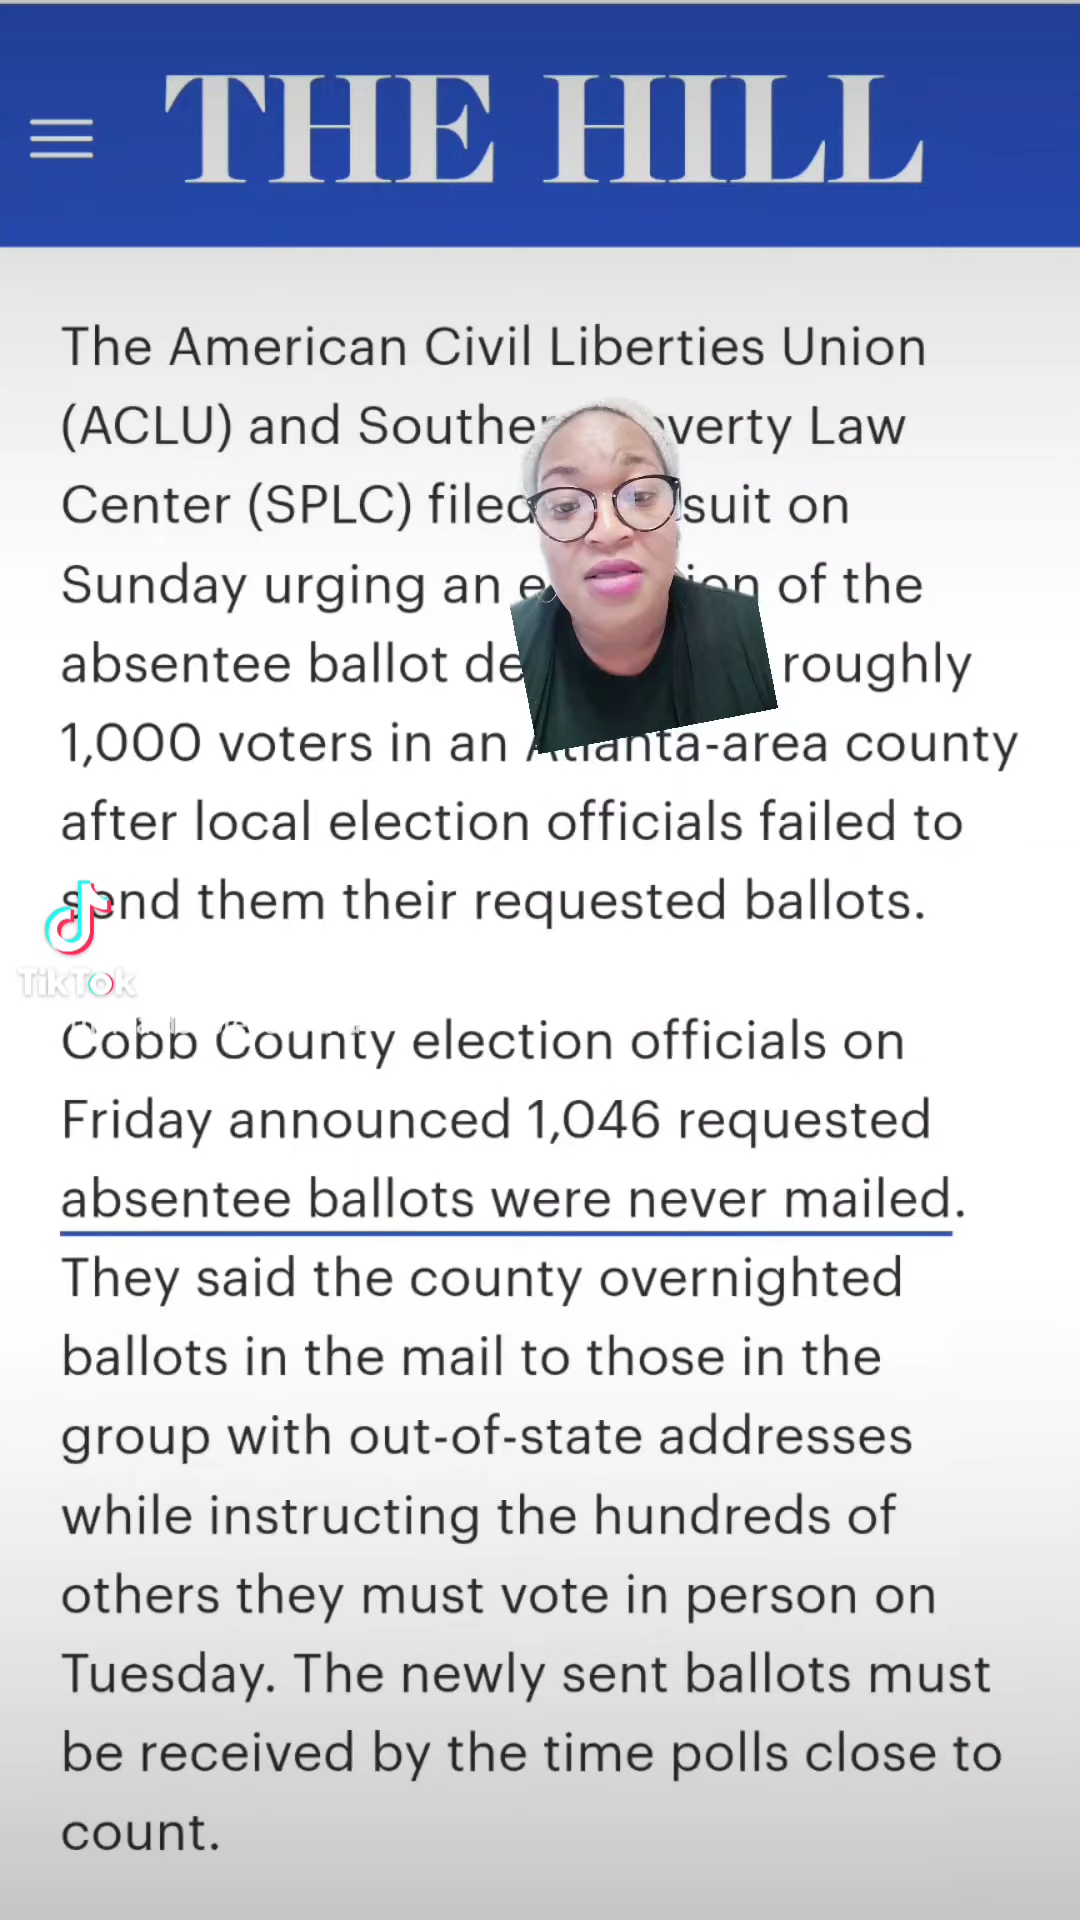 THE HILL
The American Civil Liberties Union
(ACLU) and Southe verty Law
Center (SPLC) filed suit on
Sunday urging an of the
absentee ballot roughly
1,000 voters in an Atlanta-area county
after local election officials failed to
send them their requested ballots.
TikTok
Cobb County election officials on
Friday announced 1,046 requested
absentee ballots were never mailed.
They said the county overnighted
ballots in the mail to those in the
group with out-of-state addresses
while instructing the hundreds of
others they must vote in person on
Tuesday. The newly sent ballots must
be received by the time polls close to
count.